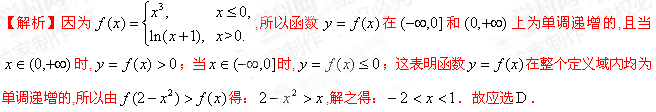 【解析】因为 f(x) = { x³, x ≤ 0, ln(x+1), x > 0. ,所以函数 y = f(x) 在 (−∞,0] 和 (0,+∞) 上为单调递增的,且当
x ∈ (0,+∞) 时, y = f(x) > 0 ；当 x ∈ (−∞,0] 时, y = f(x) ≤ 0 ；这表明函数 y = f(x) 在整个定义域内均为
单调递增的,所以由 f(2 − x²) > f(x) 得： 2 − x² > x ,解之得：− 2 < x < 1．故应选 D．